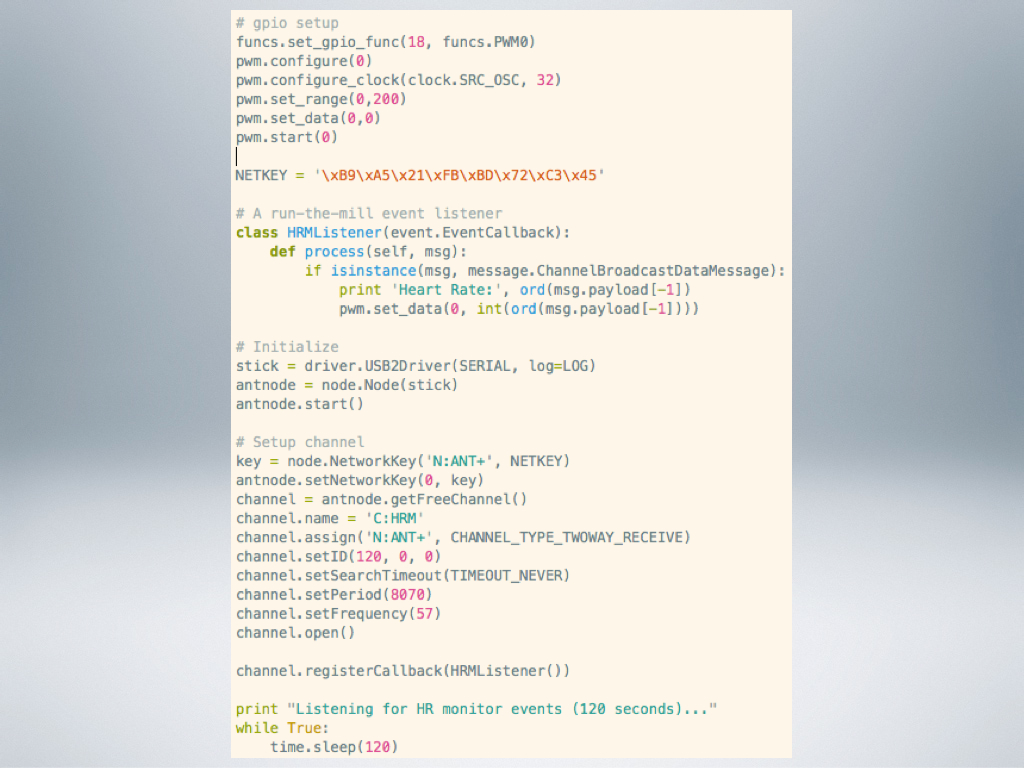 # gpio setup
funcs.set_gpio_func(18, funcs.PWM0)
pwm.configure(0)
pwm.configure_clock(clock.SRC_OSC, 32)
pwm.set_range(0,200)
pwm.set_data(0,0)
pwm.start(0)
NETKEY = '\xB9\xA5\x21\xFB\xBD\x72\xC3\x45'
# A run-the-mill event listener
class HRMListener(event.EventCallback):
    def process(self, msg):
        if isinstance(msg, message.ChannelBroadcastDataMessage):
            print 'Heart Rate:', ord(msg.payload[-1])
            pwm.set_data(0, int(ord(msg.payload[-1])))
# Initialize
stick = driver.USB2Driver(SERIAL, log=LOG)
antnode = node.Node(stick)
antnode.start()
# Setup channel
key = node.NetworkKey('N:ANT+', NETKEY)
antnode.setNetworkKey(0, key)
channel = antnode.getFreeChannel()
channel.name = 'C:HRM'
channel.assign('N:ANT+', CHANNEL_TYPE_TWOWAY_RECEIVE)
channel.setID(120, 0, 0)
channel.setSearchTimeout(TIMEOUT_NEVER)
channel.setPeriod(8070)
channel.setFrequency(57)
channel.open()
channel.registerCallback(HRMListener())
print "Listening for HR monitor events (120 seconds)..."
while True:
    time.sleep(120)